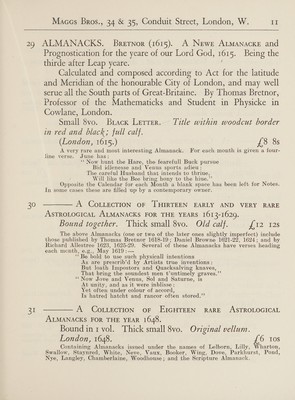 MAGGS BROS., 34 & 35, Conduit Street, London, W. 11
29 ALMANACKS. BRETNOR (1615). A NEWE ALMANACKE and
Prognostication for the yeare of our Lord God, 1615. Being the
thirde after Leap yeare.
Calculated and composed according to Act for the latitude
and Meridian of the honourable City of London, and may well
serue all the South parts of Great-Britaine. By Thomas Bretnor,
Professor of the Mathematicks and Student in Physicke in
Cowlane, London.
Small 8vo. BLACK LETTER. Title within woodcut border
in red and black; full calf.
(London, 1615.) £8 8s
A very rare and most interesting Almanack. For each month is given a four-
line verse. June has:
"Now hunt the Hare, the fearefull Buck pursue
Bid idlenesse and Venus sports adieu:
The careful Husband that intends to thrine,
Will like the Bee bring hony to the hiue."
Opposite the Calendar for each Month a blank space has been left for Notes.
In some cases these are filled up by a contemporary owner.
30 ——— A COLLECTION OF THIRTEEN EARLY AND VERY RARE
ASTROLOGICAL ALMANACKS FOR THE YEARS 1613-1629.
Bound together. Thick small 8vo. Old calf. £12 12s
The above Almanacks (one or two of the later ones slightly imperfect) include
those published by Thomas Bretnor 1618-19; Daniel Browne 1621-22, 1624; and by
Richard Allestree 1623, 1625-29. Several of these Almanacks have verses heading
each month, e.g., May 1619:—
"Be bold to use such physicall intentions
As are prescrib'd by Artists true inventions:
But loath Impostors and Quacksalring knaves,
That bring the soundest men t'untimely graves."
"Now Jove and Venus, Sol and Saturne, is
At unity, and as it were joblisse:
Yet often under colour of accord,
Is hatred hatcht and rancor often stored."
31 ——— A COLLECTION OF EIGHTEEN RARE ASTROLOGICAL
ALMANACKS FOR THE YEAR 1648.
Bound in 1 vol. Thick small 8vo. Original vellum.
London, 1648. £6 10s
Containing Almanacks issued under the names of Leborn, Lilly, Wharton,
Swallow, Staynred, White, Neve, Vaux, Booker, Wing, Dove, Parkhurst, Pond,
Nye, Langley, Chamberlaine, Woodhouse; and the Scripture Almanack.